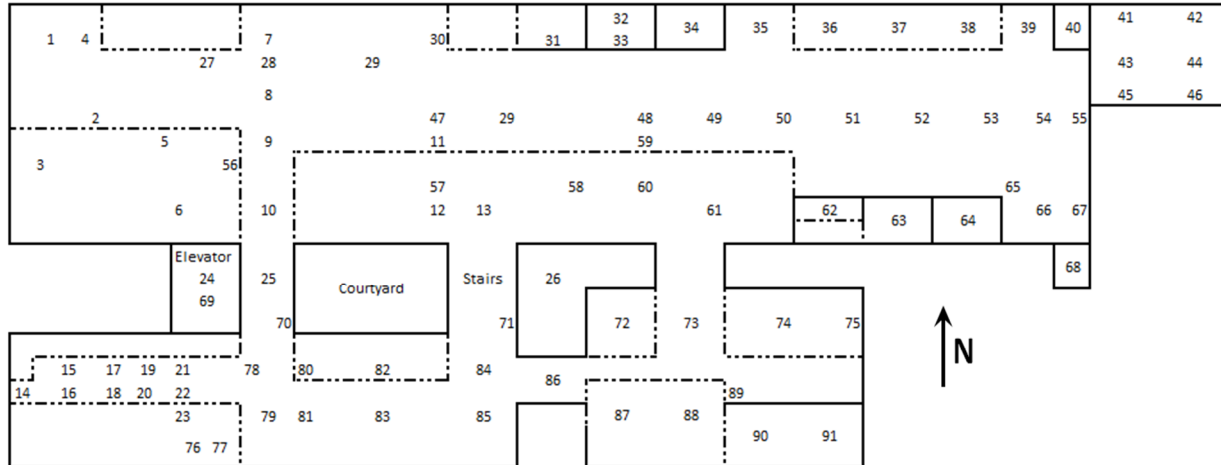 32 41 42
34 35 36 37 38 39 40
1 4 7 30 31 33
27 28 29 43 44
8 45 46
2 47 29 48 49 50 51 52 53 54 55
5 9 11 59
3 56
57 58 60 65
6 10 12 13 61 62 63 64 66 67
Elevator
24 25 Courtyard Stairs 26 68
69
70 71 72 73 74 75
N
15 17 19 21 78 80 82 84
86
14 16 18 20 22 89
23 79 81 83 85 87 88
76 77 90 91